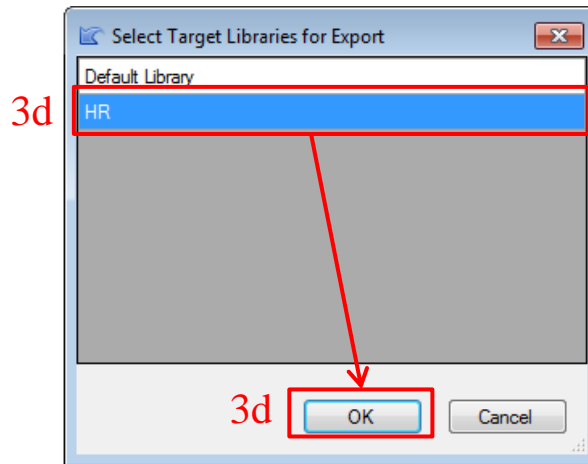 Select Target Libraries for Export
Default Library
3d
HR
3d
OK
Cancel